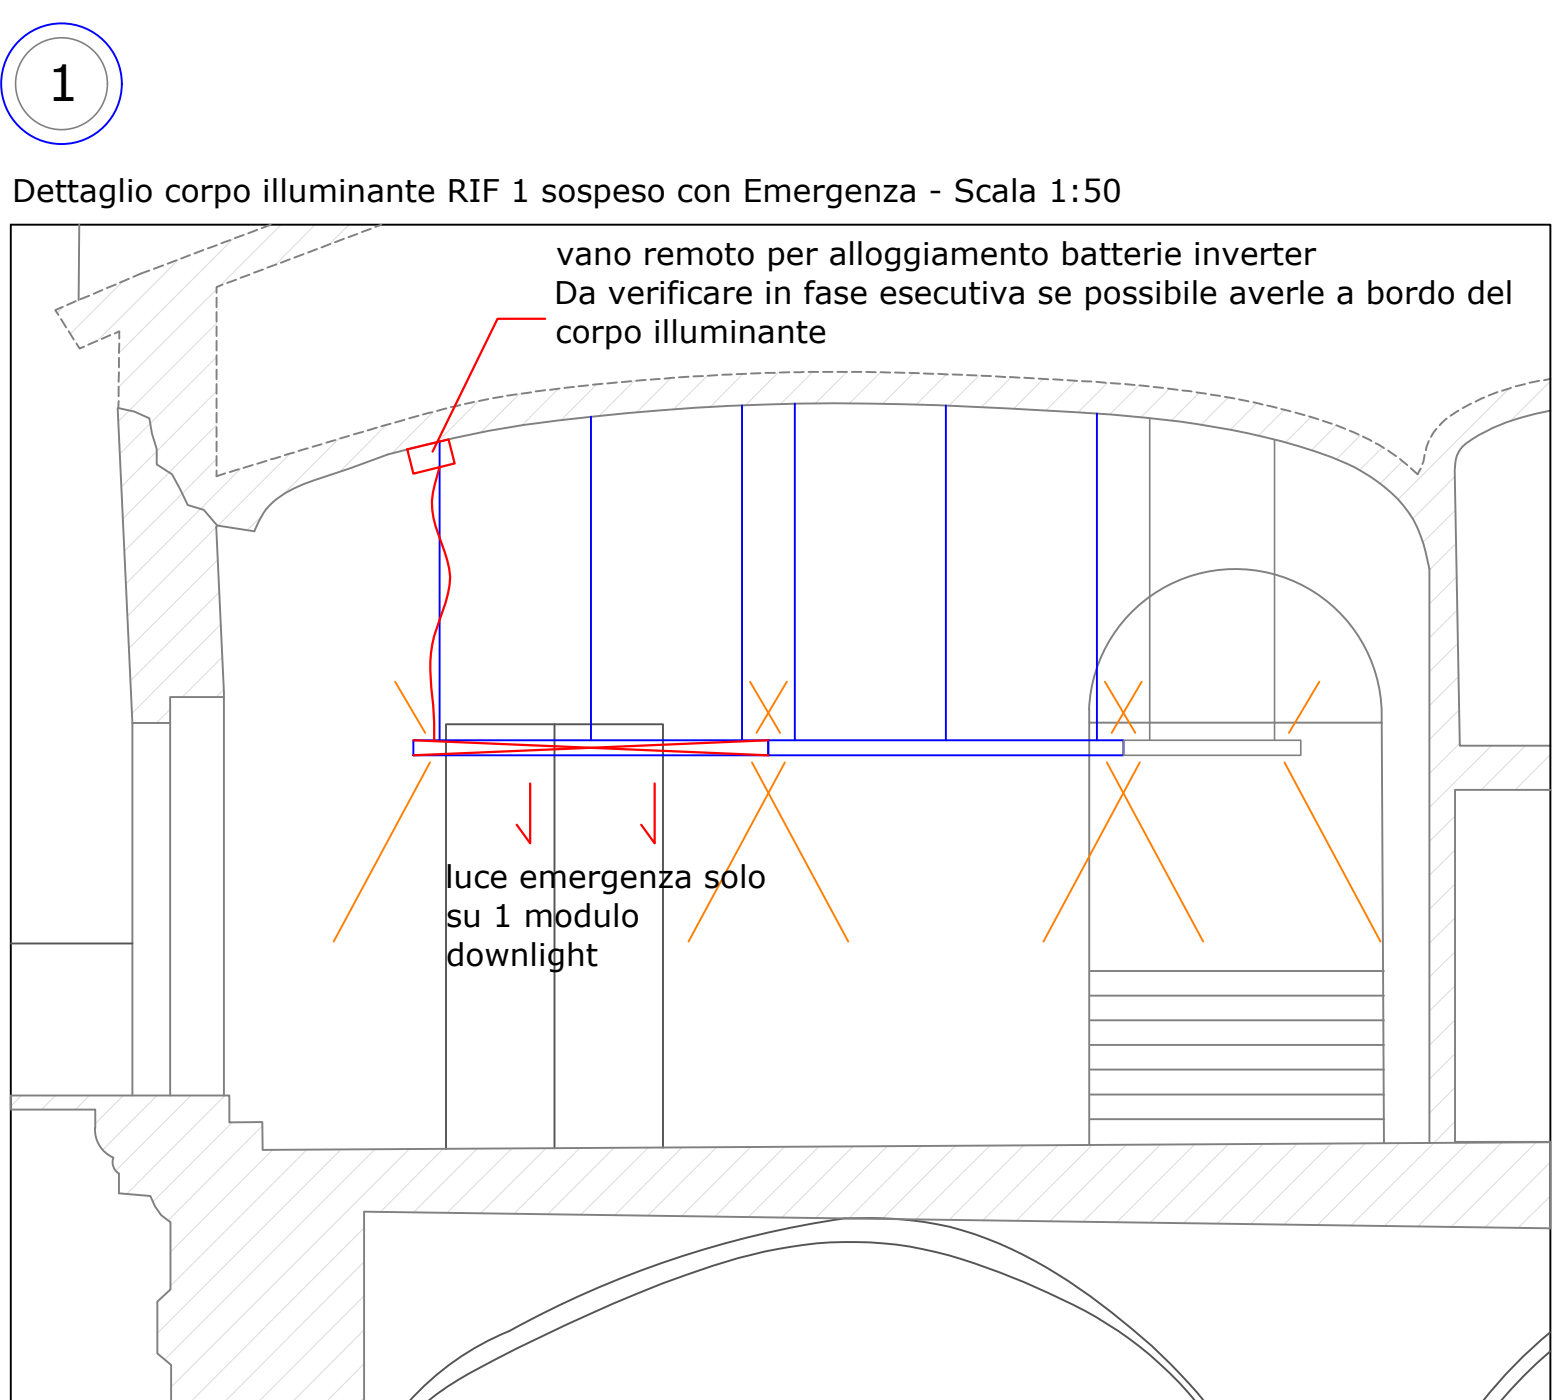 1
Dettaglio corpo illuminante RIF 1 sospeso con Emergenza - Scala 1:50
vano remoto per alloggiamento batterie inverter
Da verificare in fase esecutiva se possibile averle a bordo del
corpo illuminante
luce emergenza solo
su 1 modulo
downlight